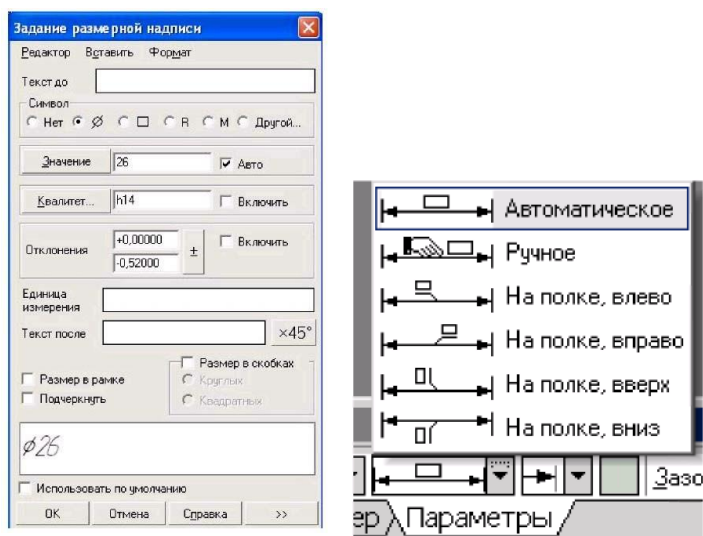 Задание размерной надписи
Редактор Вставить Формат
Текст до
Символ
Нет Ø □ R M Другой...
Значение 26 Авто
Квалитет... h14 Включить
Отклонения +0,00000 ± Включить
-0,52000
Единица
измерения
Текст после ×45°
Размер в скобках
Размер в рамке Круглых
Подчеркнуть Квадратных
Ø26
Использовать по умолчанию
OK Отмена Справка >>
Автоматическое
Ручное
На полке, влево
На полке, вправо
На полке, вверх
На полке, вниз
Зазо
ер Параметры